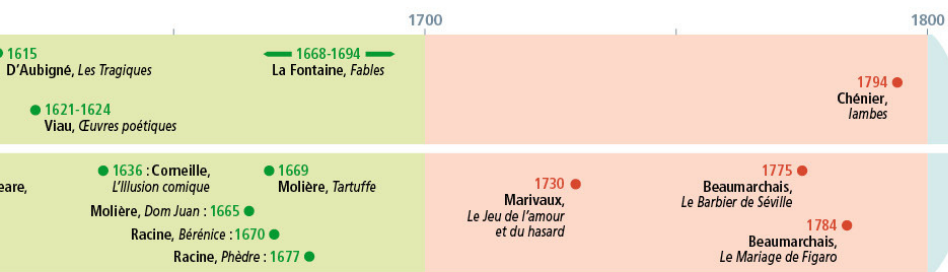 1700
1800
1615
D'Aubigné, Les Tragiques
1668-1694
La Fontaine, Fables
1794
Chénier,
Iambes
1621-1624
Viau, Œuvres poétiques
eare,
1636 : Corneille,
L'Illusion comique
1669
Molière, Tartuffe
Molière, Dom Juan : 1665
Racine, Bérénice : 1670
Racine, Phèdre : 1677
1730
Marivaux,
Le Jeu de l'amour
et du hasard
1775
Beaumarchais,
Le Barbier de Séville
1784
Beaumarchais,
Le Mariage de Figaro